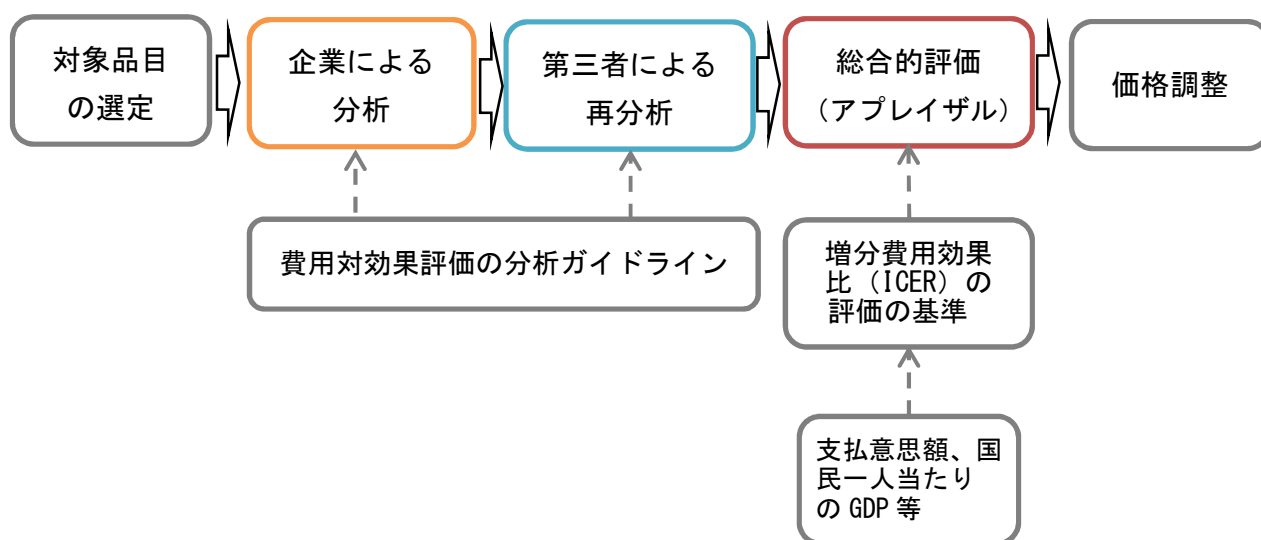 対象品目
の選定
企業による
分析
第三者による
再分析
総合的評価
(アプレイザル)
価格調整
費用対効果評価の分析ガイドライン
増分費用効果
比（ICER）の
評価の基準
支払意思額、国
民一人当たり
の GDP 等